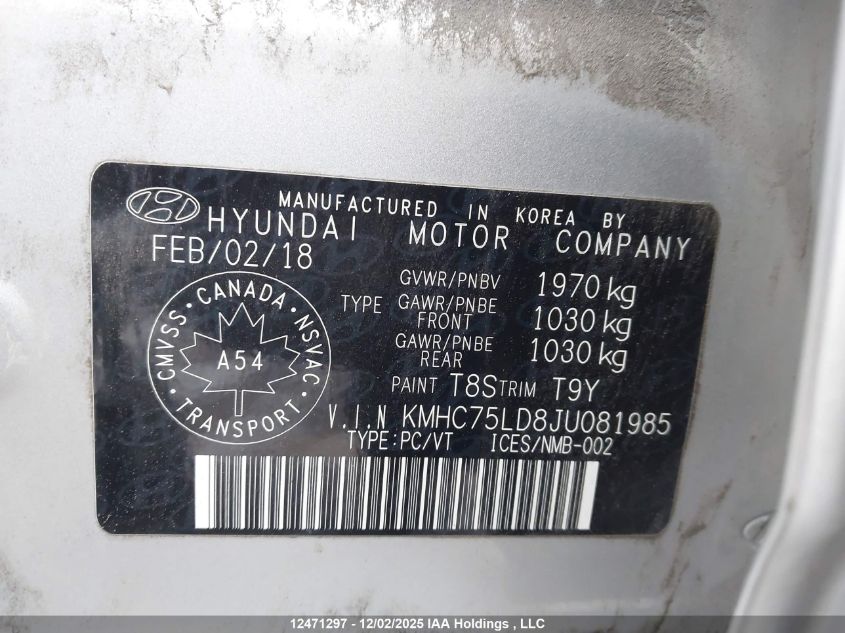 MANUFACTURED IN KOREA BY
HYUNDAI MOTOR COMPANY
FEB/02/18
GVWR/PNBV 1970 kg
TYPE GAWR/PNBE FRONT 1030 kg
GAWR/PNBE REAR 1030 kg
PAINT T8S TRIM T9Y
CANADA
CMVSS NSVAC
A54
TRANSPORT
V.I.N KMHC75LD8JU081985
TYPE:PC/VT ICES/NMB-002
12471297 - 12/02/2025 IAA Holdings , LLC